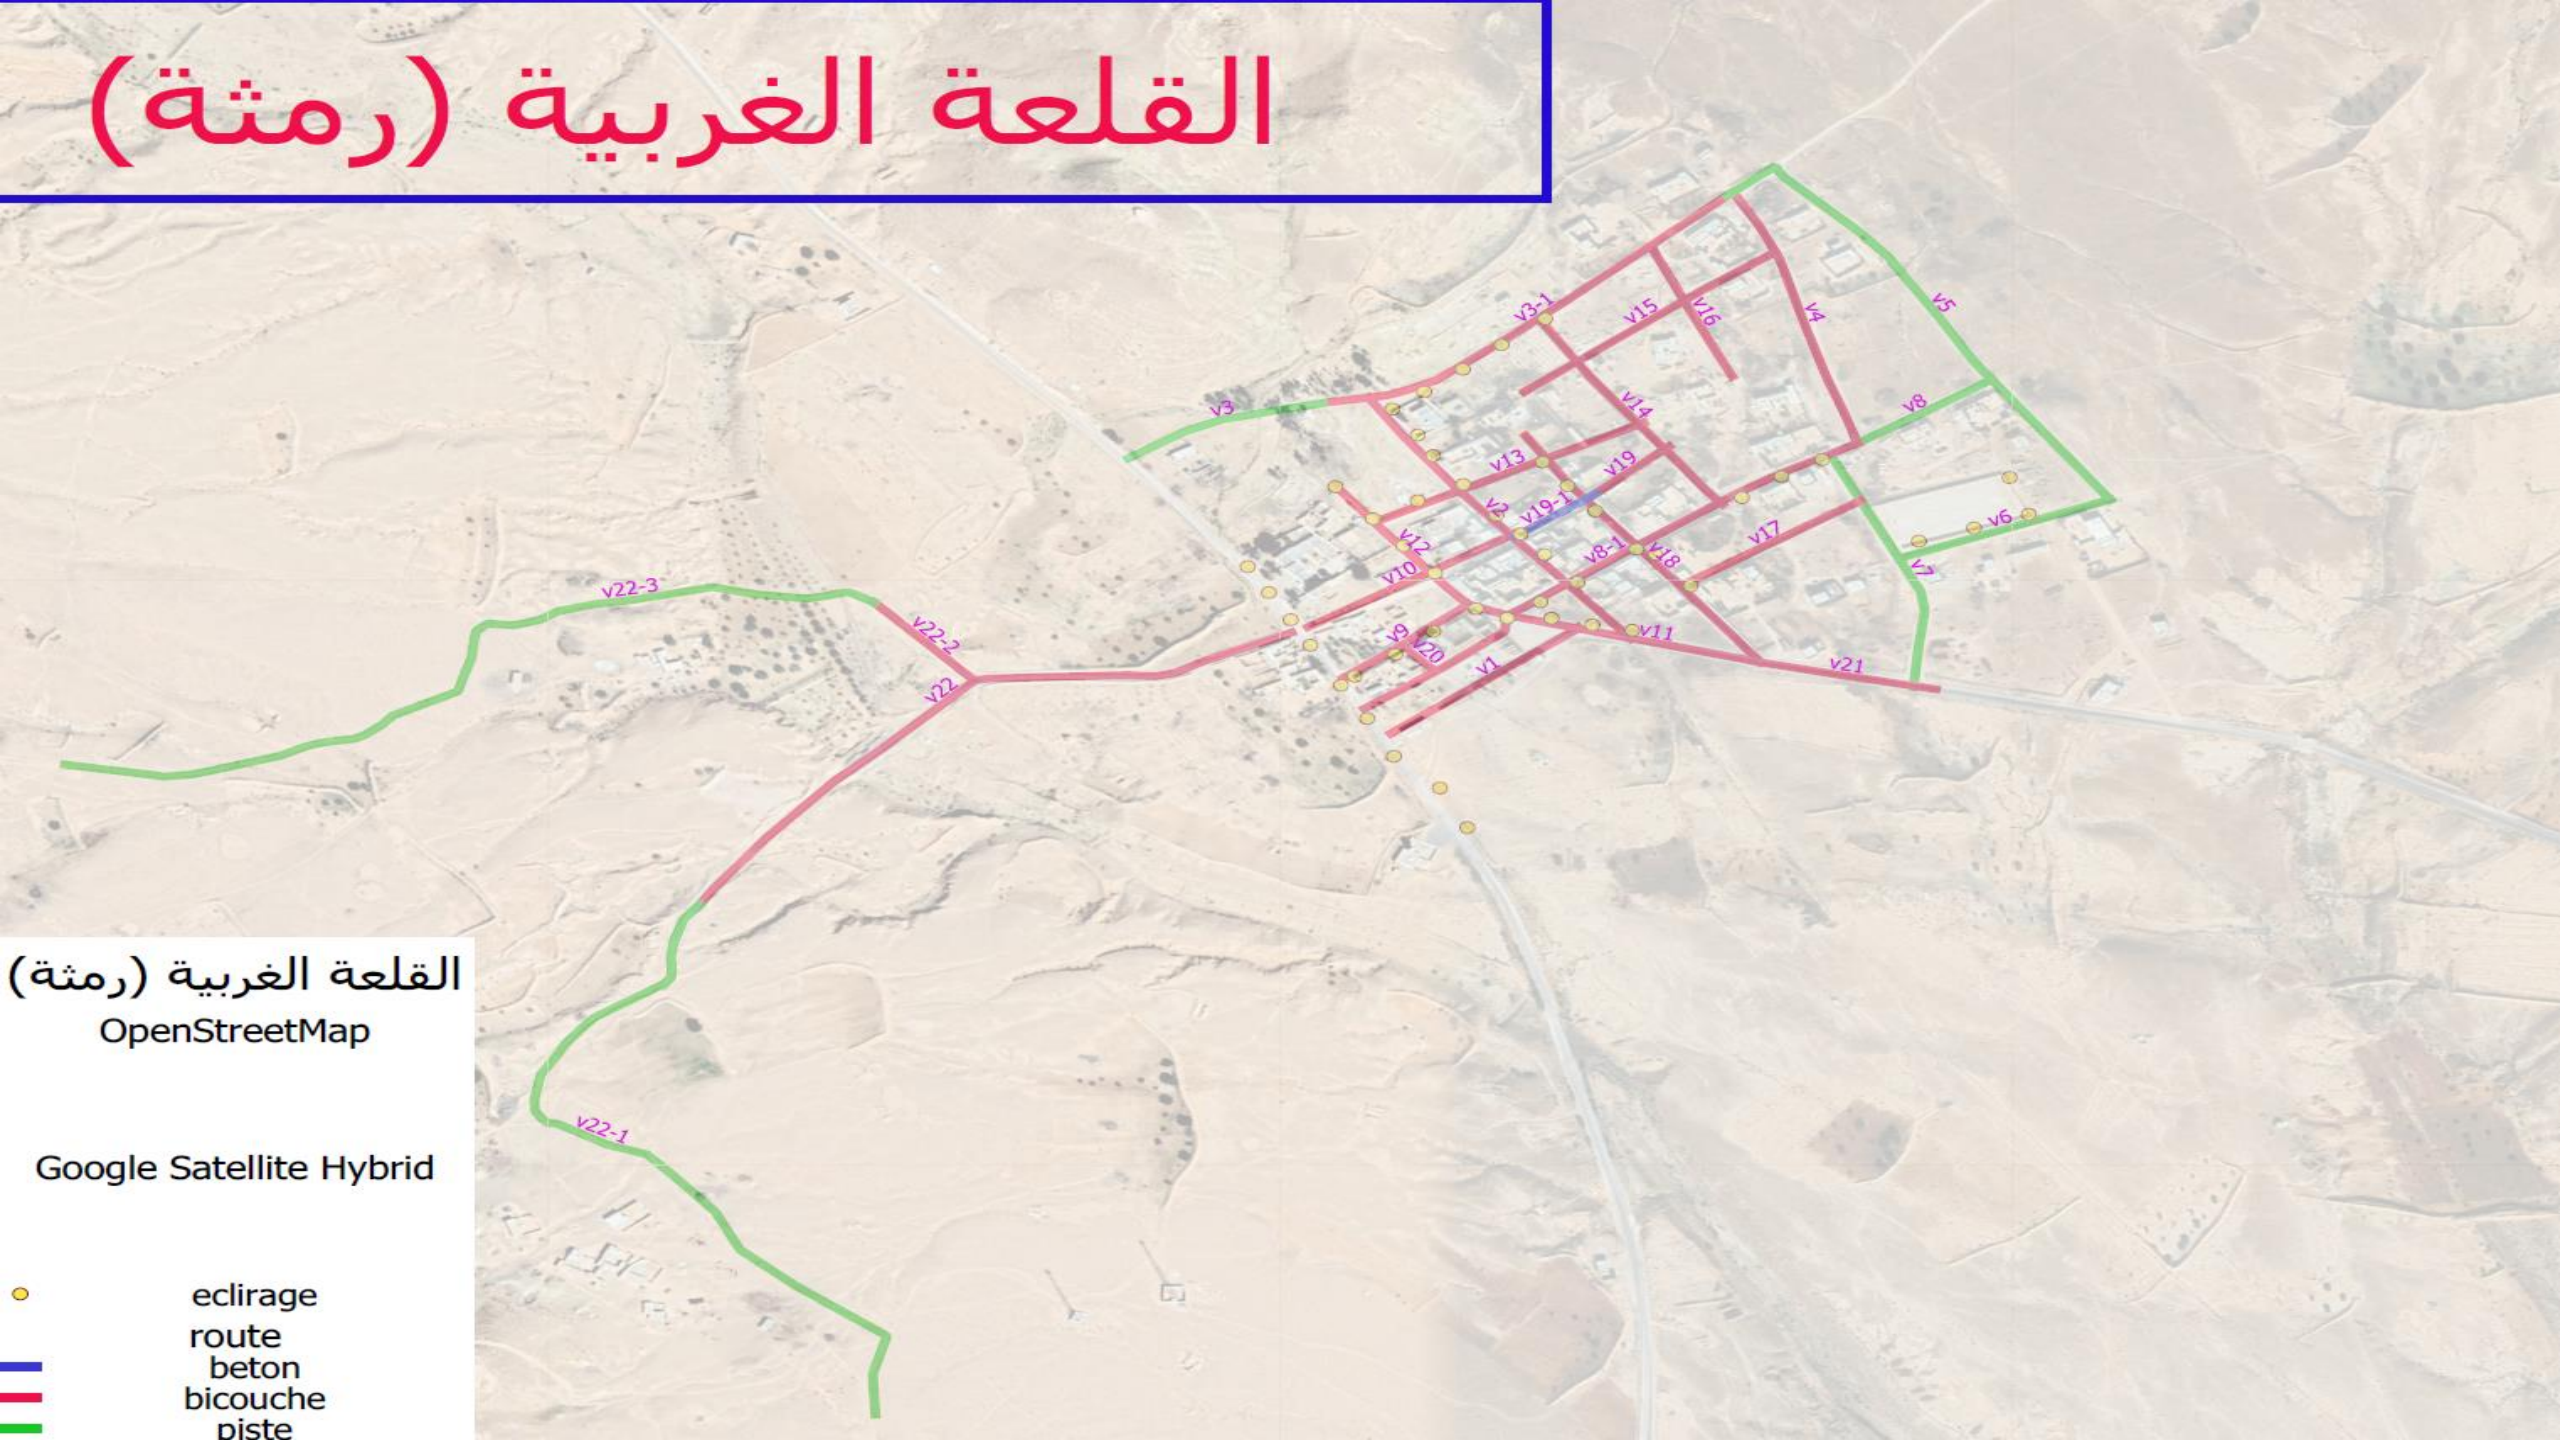 القلعة الغربية (رمثة)
v3-1
v15
v16
v4
v5
v3
v14
v8
v13
v19
v2
v19-1
v6
v12
v17
v8-1
v18
v10
v7
v22-3
v22-2
v9
v20
v11
v1
v21
v22
v22-1
القلعة الغربية (رمثة)
OpenStreetMap
Google Satellite Hybrid
eclirage
route
beton
bicouche
piste